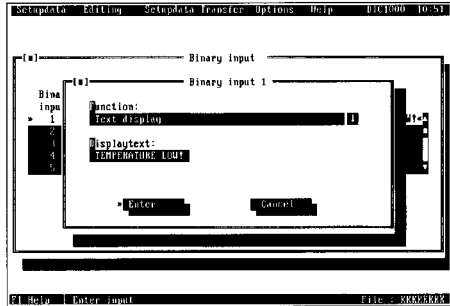 Setupdata Editing Setupdata Transfer Options Help DIC1000 10:51
[■] Binary input
[■] Binary input 1
Bina
inpu
Function:
» 1 Text display ↓ W!«
2
3 Displaytext:
4 TEMPERATURE LOW!
5
» Enter Cancel
F1 Help Enter input File :